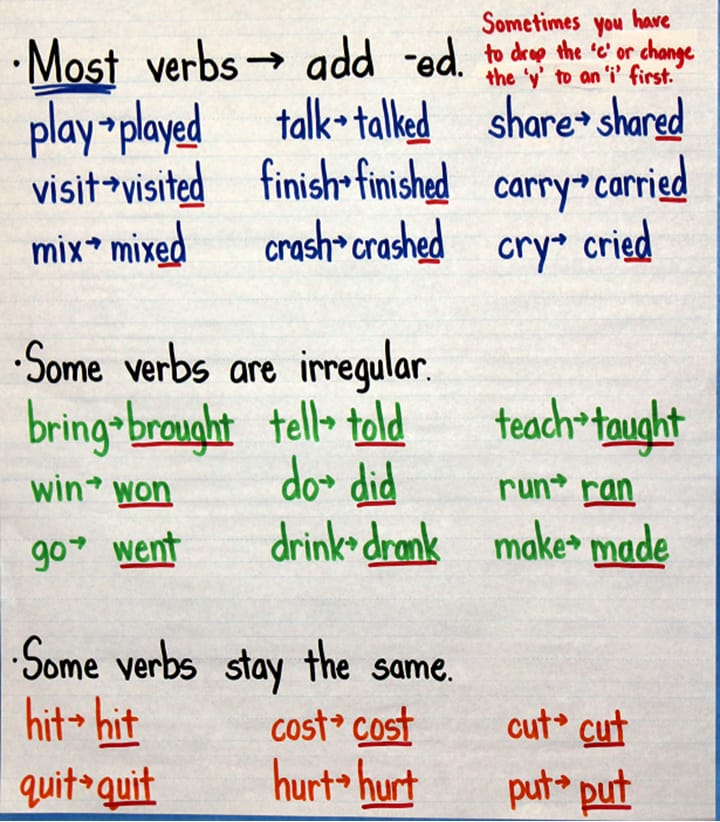 Sometimes you have
to drop the 'e' or change
the 'y' to an 'i' first.
·Most verbs→ add -ed.
play→played talk→talked share→shared
visit→visited finish→finished carry→carried
mix→ mixed crash→crashed cry→ cried
·Some verbs are irregular.
bring→brought tell→ told teach→taught
win→ won do→ did run→ ran
go→ went drink→drank make→ made
·Some verbs stay the same.
hit→ hit cost→ cost cut→ cut
quit→quit hurt→ hurt put→ put